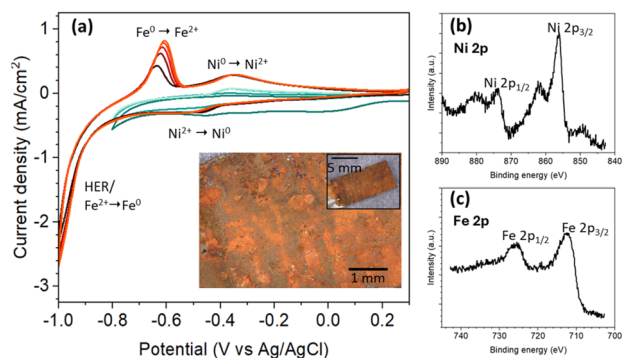 (a)
Fe⁰ → Fe²⁺
Ni⁰ → Ni²⁺
Ni²⁺ → Ni⁰
HER/
Fe²⁺→Fe⁰
5 mm
1 mm
Current density (mA/cm²)
1
0
-1
-2
-3
-1.0
-0.8
-0.6
-0.4
-0.2
0.0
0.2
Potential (V vs Ag/AgCl)
(b)
Ni 2p
Ni 2p3/2
Ni 2p1/2
Intensity (a.u.)
890
880
870
860
850
840
Binding energy (eV)
(c)
Fe 2p
Fe 2p3/2
Fe 2p1/2
Intensity (a.u.)
740
730
720
710
700
Binding energy (eV)